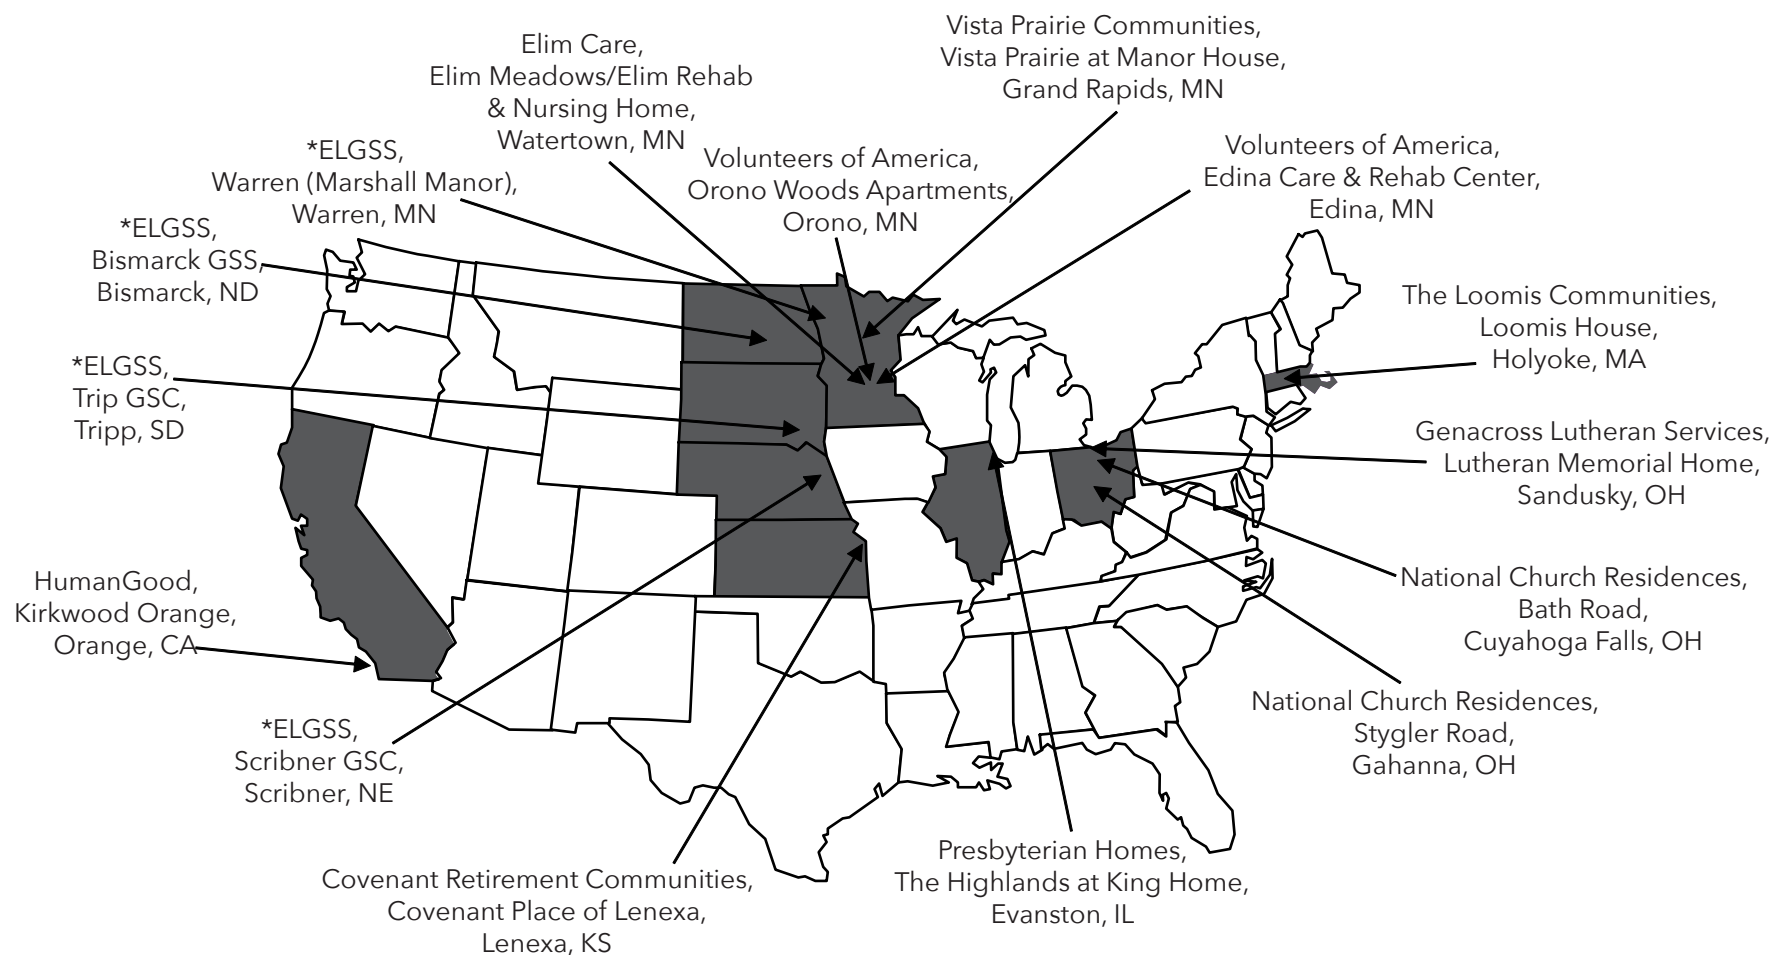 Vista Prairie Communities,
Vista Prairie at Manor House,
Grand Rapids, MN
Elim Care,
Elim Meadows/Elim Rehab
& Nursing Home,
Watertown, MN
Volunteers of America,
Edina Care & Rehab Center,
Edina, MN
*ELGSS,
Warren (Marshall Manor),
Warren, MN
Volunteers of America,
Orono Woods Apartments,
Orono, MN
*ELGSS,
Bismarck GSS,
Bismarck, ND
The Loomis Communities,
Loomis House,
Holyoke, MA
*ELGSS,
Trip GSC,
Tripp, SD
Genacross Lutheran Services,
Lutheran Memorial Home,
Sandusky, OH
HumanGood,
Kirkwood Orange,
Orange, CA
National Church Residences,
Bath Road,
Cuyahoga Falls, OH
National Church Residences,
Stygler Road,
Gahanna, OH
*ELGSS,
Scribner GSC,
Scribner, NE
Presbyterian Homes,
The Highlands at King Home,
Evanston, IL
Covenant Retirement Communities,
Covenant Place of Lenexa,
Lenexa, KS